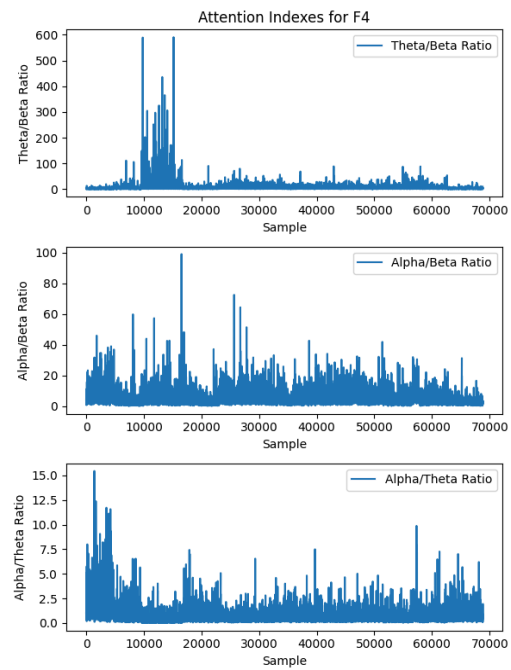 Attention Indexes for F4
600
500
400
300
200
100
0
Theta/Beta Ratio
Theta/Beta Ratio
0 10000 20000 30000 40000 50000 60000 70000
Sample
100
80
60
40
20
0
Alpha/Beta Ratio
Alpha/Beta Ratio
0 10000 20000 30000 40000 50000 60000 70000
Sample
15.0
12.5
10.0
7.5
5.0
2.5
0.0
Alpha/Theta Ratio
Alpha/Theta Ratio
0 10000 20000 30000 40000 50000 60000 70000
Sample